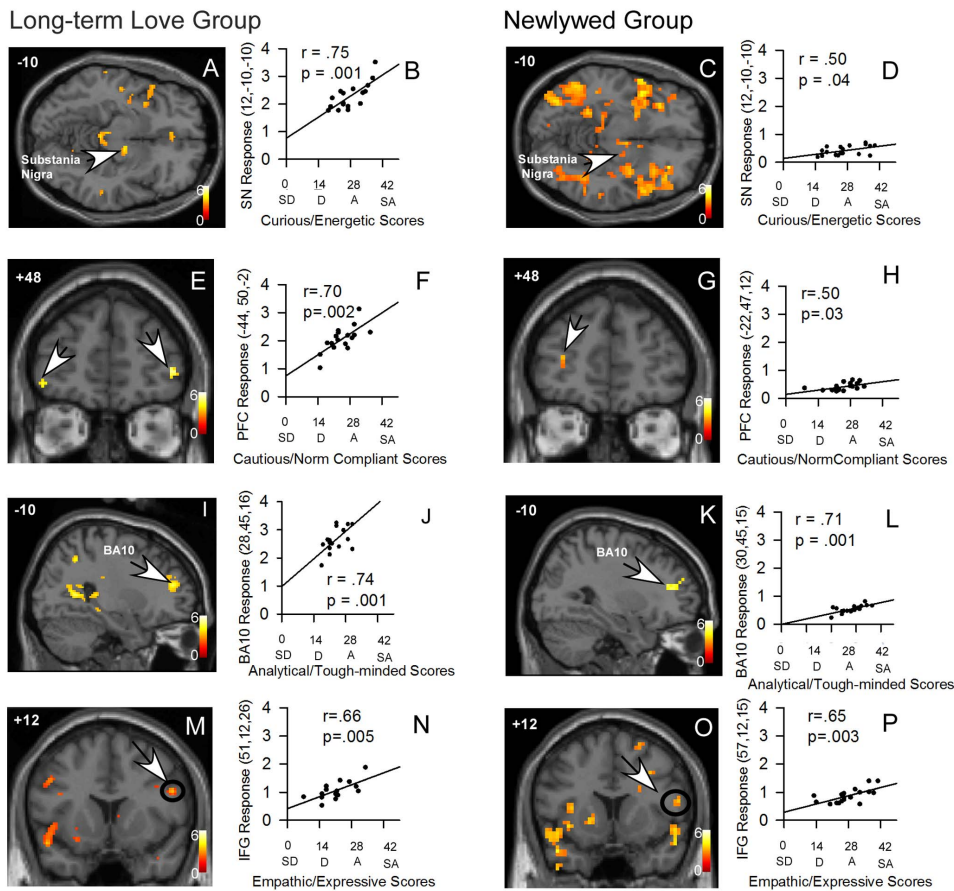 Long-term Love Group
Newlywed Group
-10
A
Substania
Nigra
6
0
SN Response (12,-10,-10)
4
3
2
1
0
r = .75
p = .001
B
0 14 28 42
SD D A SA
Curious/Energetic Scores
-10
C
Substania
Nigra
6
0
SN Response (12,-10,-10)
4
3
2
1
0
r = .50
p = .04
D
0 14 28 42
SD D A SA
Curious/Energetic Scores
+48
E
6
0
PFC Response (-44, 50,-2)
4
3
2
1
0
r=.70
p=.002
F
0 14 28 42
SD D A SA
Cautious/Norm Compliant Scores
+48
G
6
0
PFC Response (-22,47,12)
4
3
2
1
0
r=.50
p=.03
H
0 14 28 42
SD D A SA
Cautious/NormCompliant Scores
-10
I
BA10
6
0
BA10 Response (28,45,16)
4
3
2
1
0
J
r = .74
p = .001
0 14 28 42
SD D A SA
Analytical/Tough-minded Scores
-10
K
BA10
6
0
BA10 Response (30,45,15)
4
3
2
1
0
r = .71
p = .001
L
0 14 28 42
SD D A SA
Analytical/Tough-minded Scores
+12
M
6
0
IFG Response (51,12,26)
4
3
2
1
0
r=.66
p=.005
N
0 14 28 42
SD D A SA
Empathic/Expressive Scores
+12
O
6
0
IFG Response (57,12,15)
4
3
2
1
0
r=.65
p=.003
P
0 14 28 42
SD D A SA
Empathic/Expressive Scores